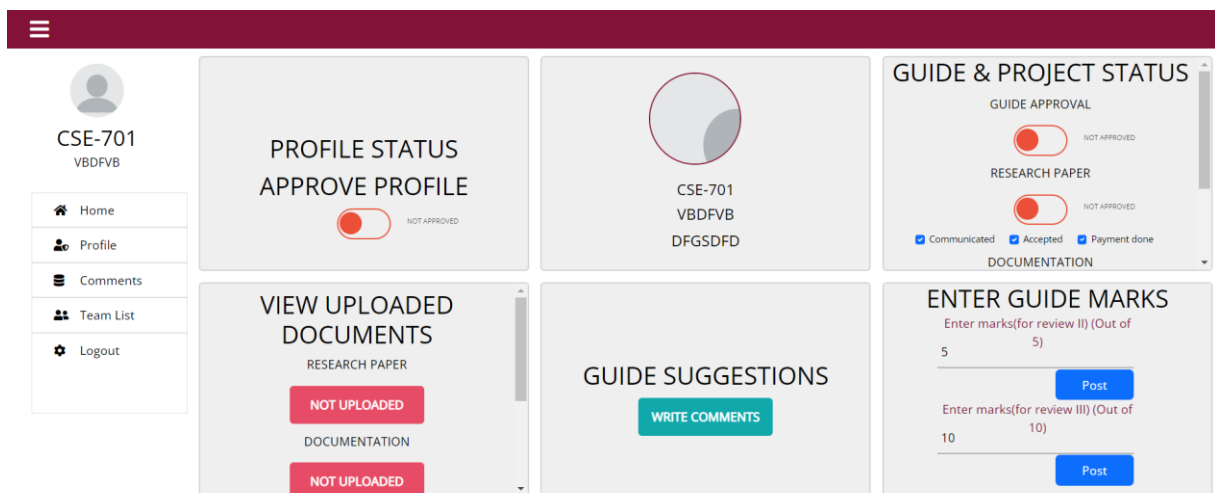 CSE-701
VBDFVB
Home
Profile
Comments
Team List
Logout
PROFILE STATUS
APPROVE PROFILE
NOT APPROVED
CSE-701
VBDFVB
DFGSDFD
GUIDE & PROJECT STATUS
GUIDE APPROVAL
NOT APPROVED
RESEARCH PAPER
NOT APPROVED
Communicated Accepted Payment done
DOCUMENTATION
VIEW UPLOADED
DOCUMENTS
RESEARCH PAPER
NOT UPLOADED
DOCUMENTATION
NOT UPLOADED
GUIDE SUGGESTIONS
WRITE COMMENTS
ENTER GUIDE MARKS
Enter marks(for review II) (Out of
5)
5
Post
Enter marks(for review III) (Out of
10)
10
Post